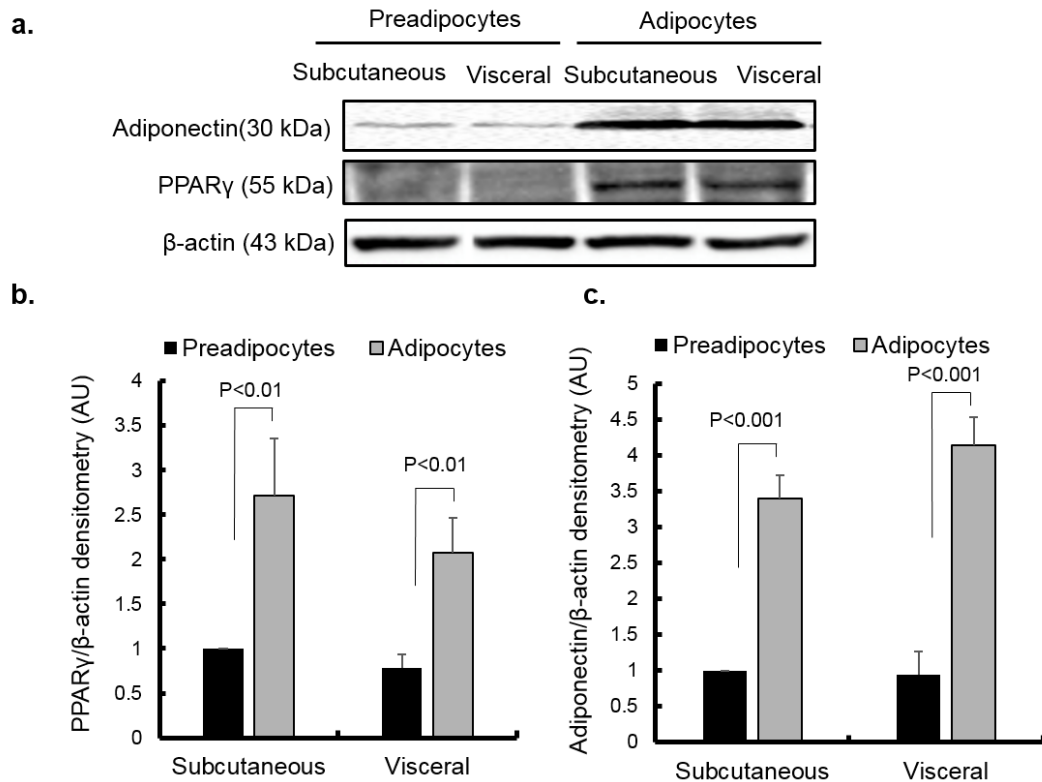 a.
Preadipocytes Adipocytes
Subcutaneous Visceral Subcutaneous Visceral
Adiponectin(30 kDa)
PPARγ (55 kDa)
β-actin (43 kDa)
b.
Preadipocytes Adipocytes
PPARγ/β-actin densitometry (AU)
4
3.5
3
2.5
2
1.5
1
0.5
0
P<0.01
P<0.01
Subcutaneous Visceral
c.
Preadipocytes Adipocytes
Adiponectin/β-actin densitometry (AU)
5
4.5
4
3.5
3
2.5
2
1.5
1
0.5
0
P<0.001
P<0.001
Subcutaneous Visceral